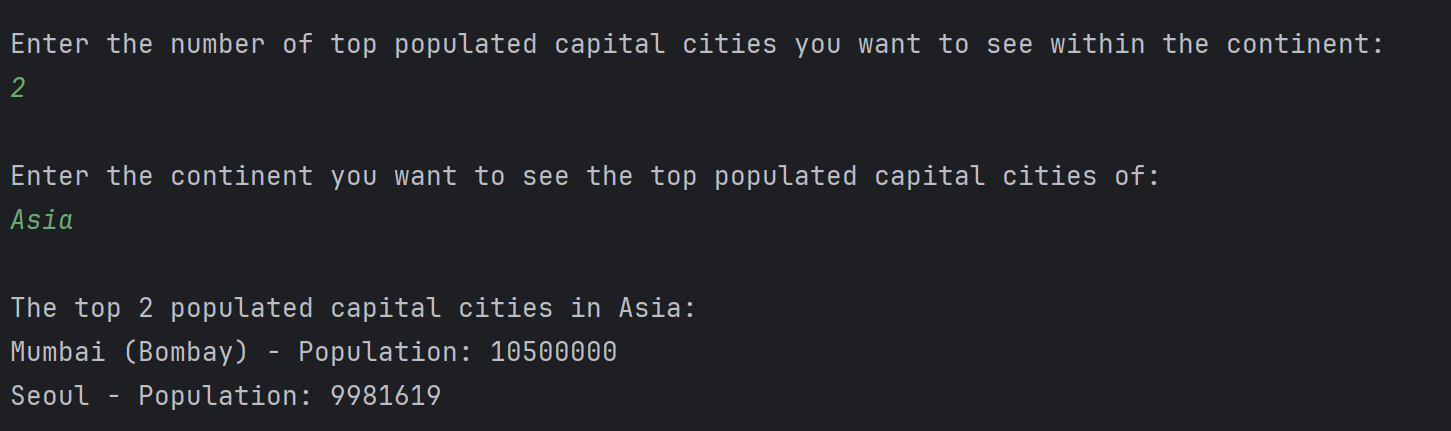 Enter the number of top populated capital cities you want to see within the continent:
2
Enter the continent you want to see the top populated capital cities of:
Asia
The top 2 populated capital cities in Asia:
Mumbai (Bombay) - Population: 10500000
Seoul - Population: 9981619